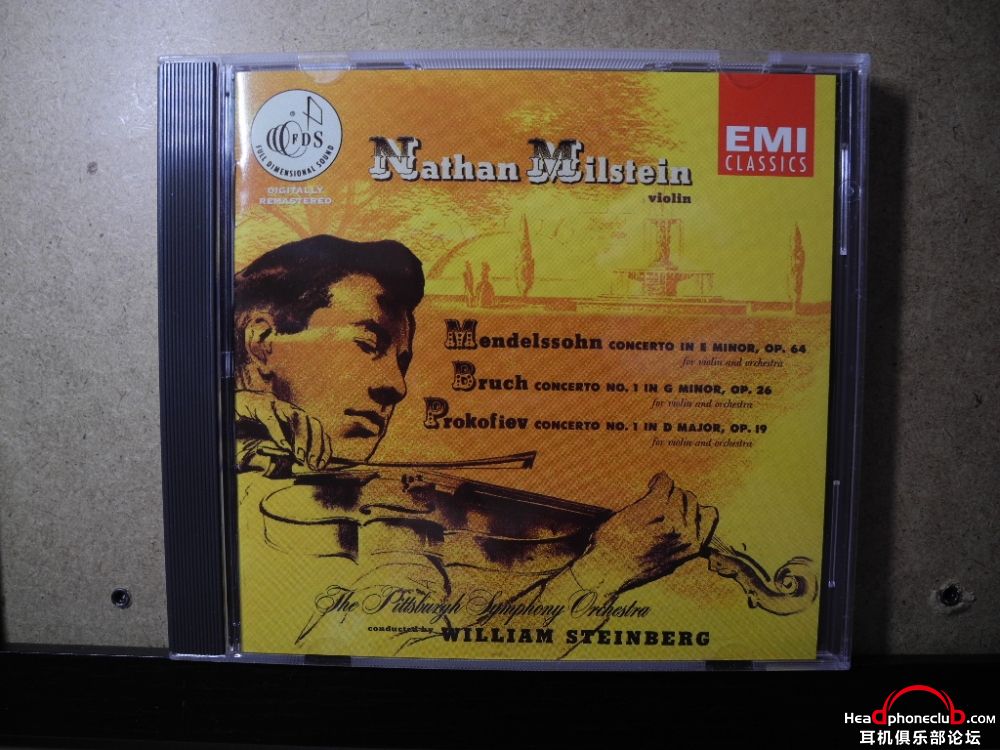 FDS
FULL DIMENSIONAL SOUND
DIGITALLY
REMASTERED
EMI
CLASSICS
Nathan Milstein
violin
Mendelssohn CONCERTO IN E MINOR, OP. 64
for violin and orchestra
Bruch CONCERTO NO. 1 IN G MINOR, OP. 26
for violin and orchestra
Prokofiev CONCERTO NO. 1 IN D MAJOR, OP. 19
for violin and orchestra
The Pittsburgh Symphony Orchestra
conducted by WILLIAM STEINBERG
Headphoneclub.com
耳机俱乐部论坛